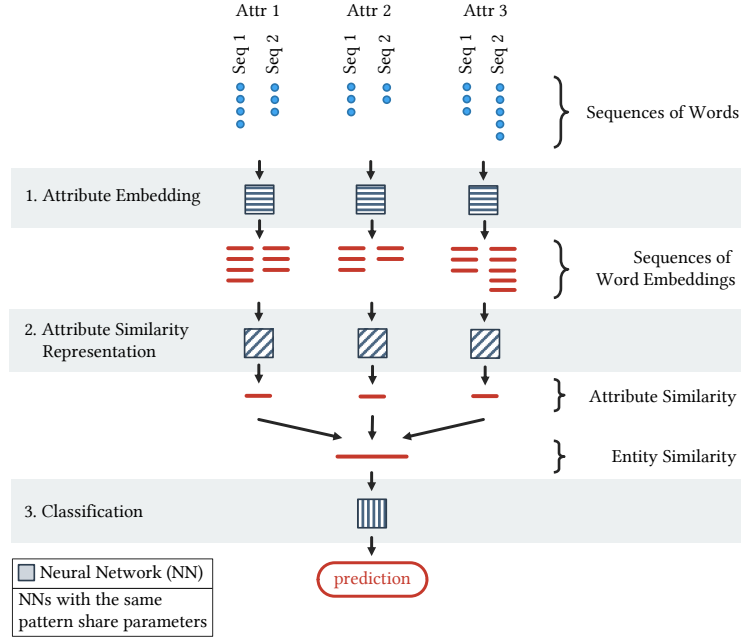 Attr 1
Attr 2
Attr 3
Seq 1
Seq 2
Seq 1
Seq 2
Seq 1
Seq 2
Sequences of Words
1. Attribute Embedding
Sequences of
Word Embeddings
2. Attribute Similarity
Representation
Attribute Similarity
Entity Similarity
3. Classification
prediction
Neural Network (NN)
NNs with the same
pattern share parameters